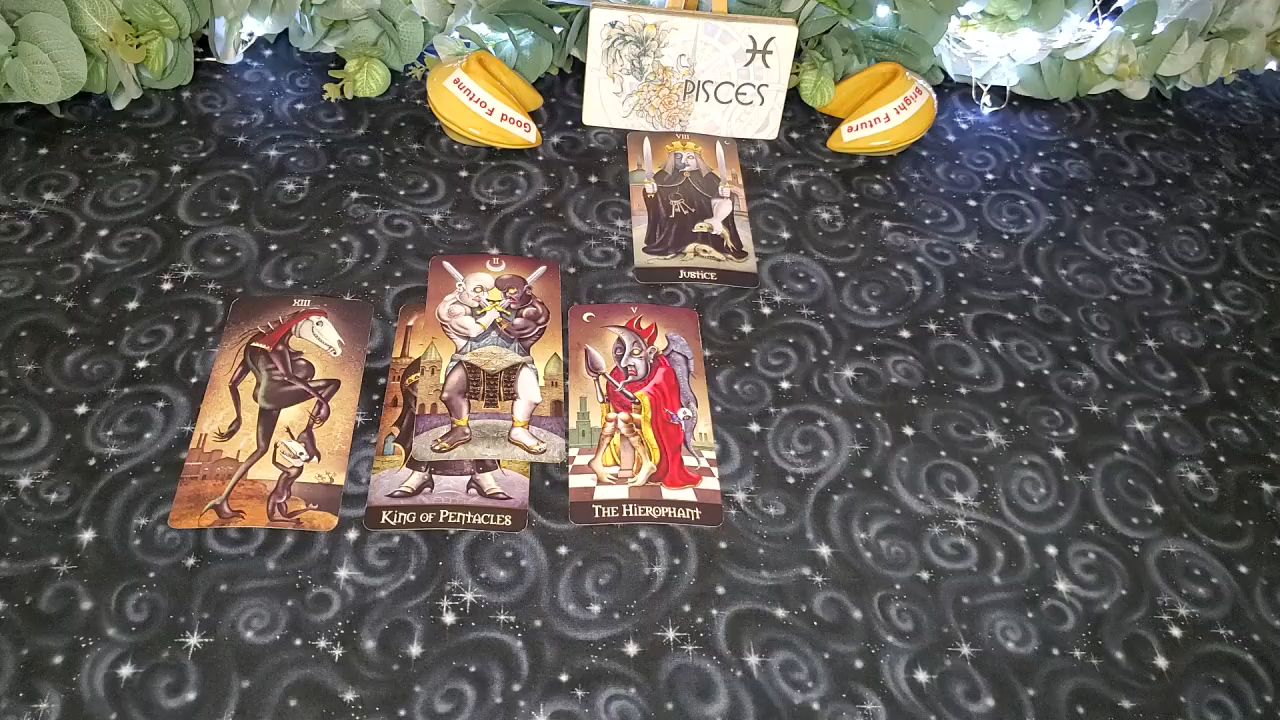 Good Fortune
♓
PISCES
Bright Future
VIII
JUSTICE
II
XIII
V
KING OF PENTACLES
THE HIEROPHANT